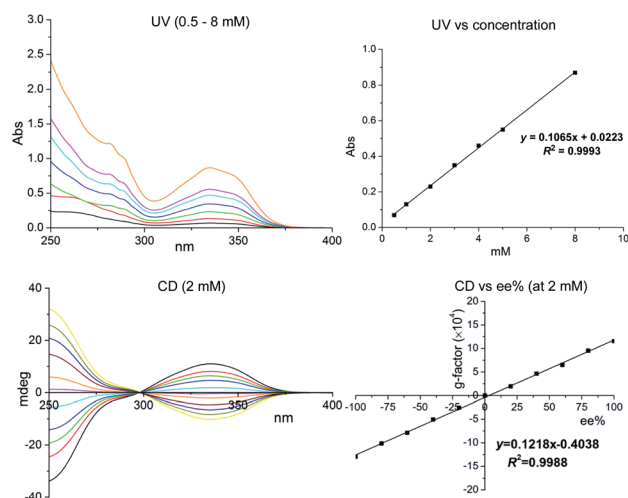 UV (0.5 - 8 mM)
3.0
2.5
2.0
1.5
1.0
0.5
0.0
Abs
250 300 350 400
nm
UV vs concentration
1.0
0.8
0.6
0.4
0.2
0.0
Abs
y = 0.1065x + 0.0223
R² = 0.9993
0 2 4 6 8 10
mM
CD (2 mM)
40
20
0
-20
-40
mdeg
250 300 350 400
nm
CD vs ee% (at 2 mM)
20
15
10
5
0
-5
-10
-15
-20
g-factor (×10⁴)
-100 -80 -60 -40 -20 0 20 40 60 80 100
ee%
y=0.1218x-0.4038
R²=0.9988